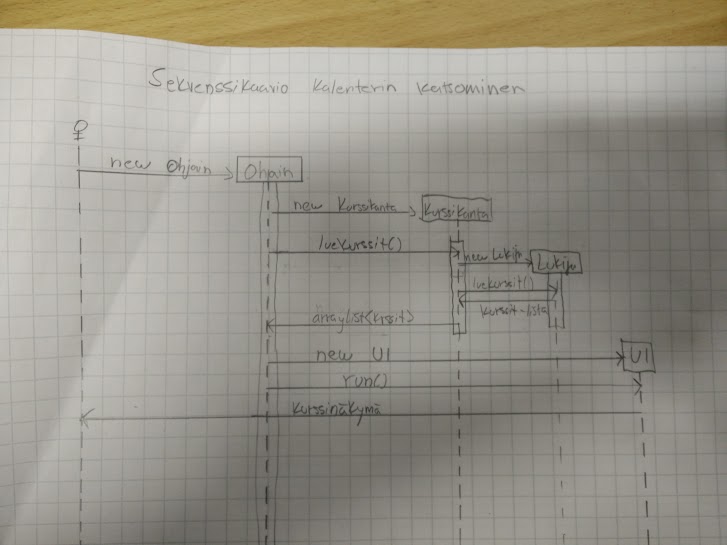 Sekvenssikaavio Kalenterin katsominen
new Ohjain
Ohjain
new Kurssikanta
Kurssikanta
lueKurssit()
new Lukija
Lukija
luekurssit()
kurssit-lista
arraylist(krssit)
new UI
UI
run()
kurssinäkymä